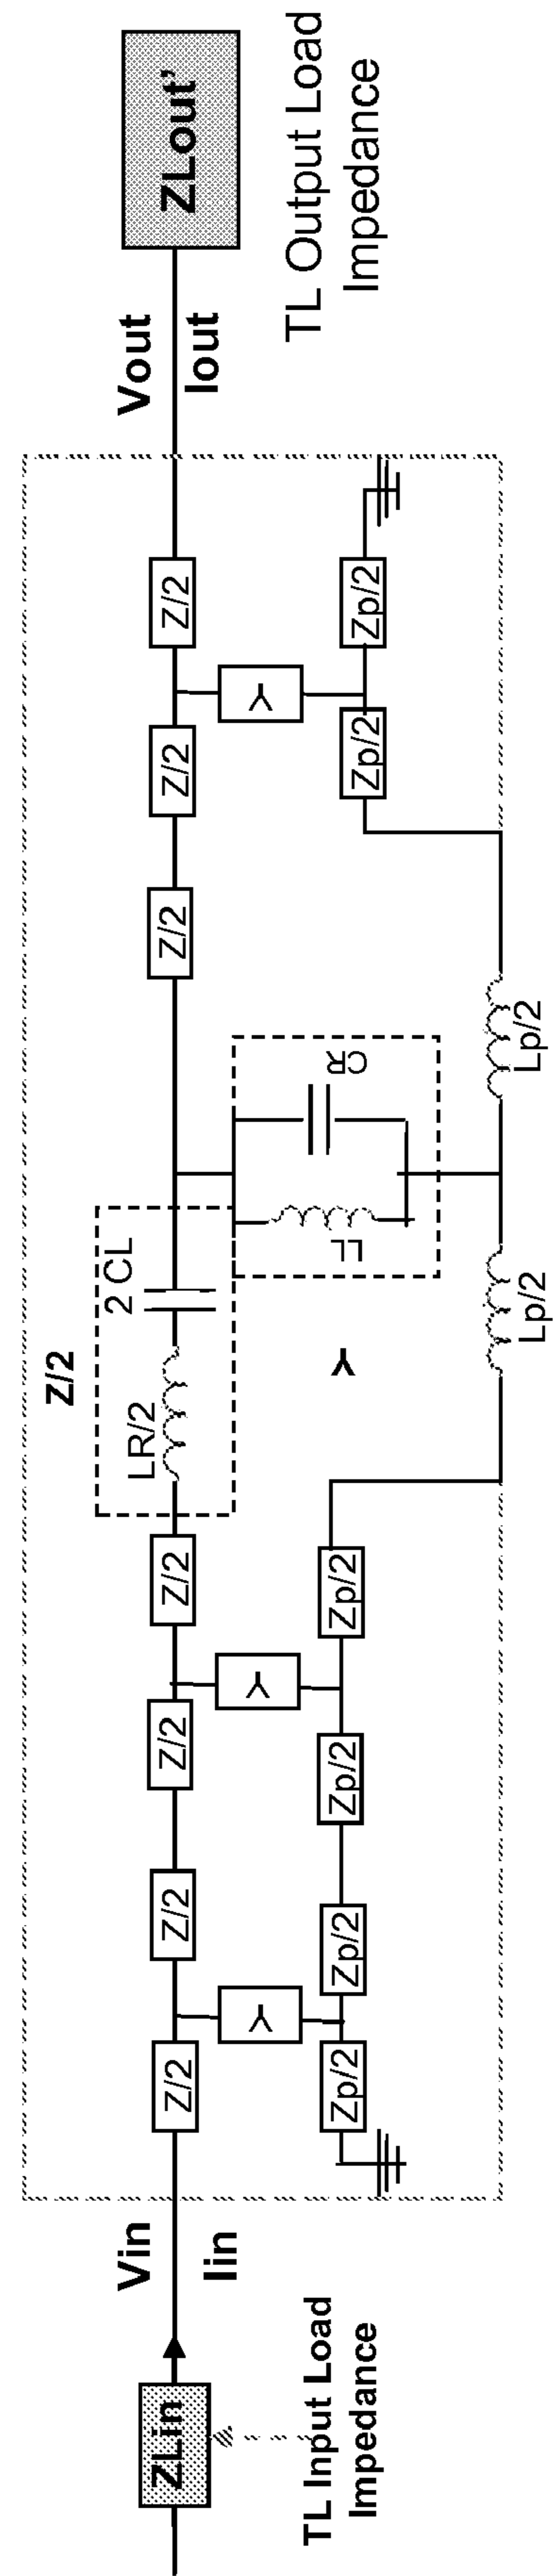 ZLin
TL Input Load
Impedance
Vin
Iin
Z/2
Z/2
Z/2
Z/2
Y
Y
Zp/2
Zp/2
Zp/2
Zp/2
Z/2
LR/2
2 CL
LL
CR
Y
Lp/2
Lp/2
Z/2
Z/2
Z/2
Y
Zp/2
Zp/2
Vout
Iout
ZLout'
TL Output Load
Impedance